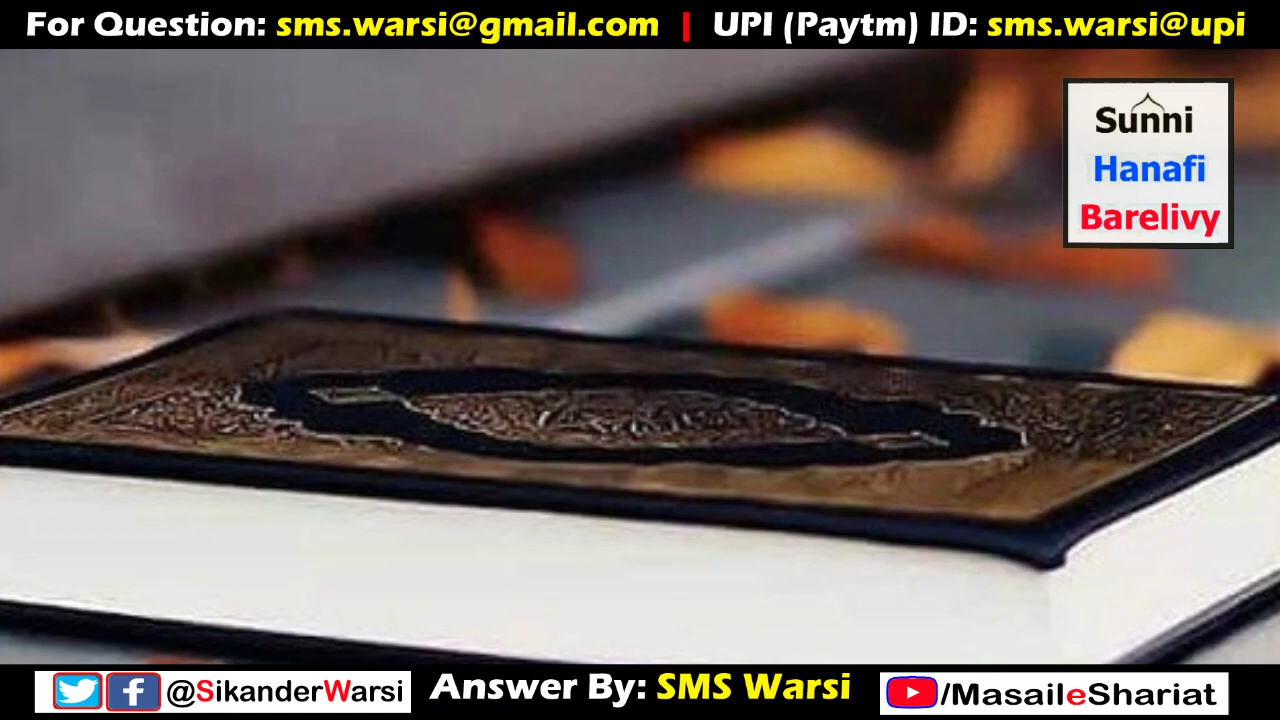 For Question: sms.warsi@gmail.com | UPI (Paytm) ID: sms.warsi@upi
Sunni
Hanafi
Barelivy
@SikanderWarsi
Answer By: SMS Warsi
/MasaileShariat